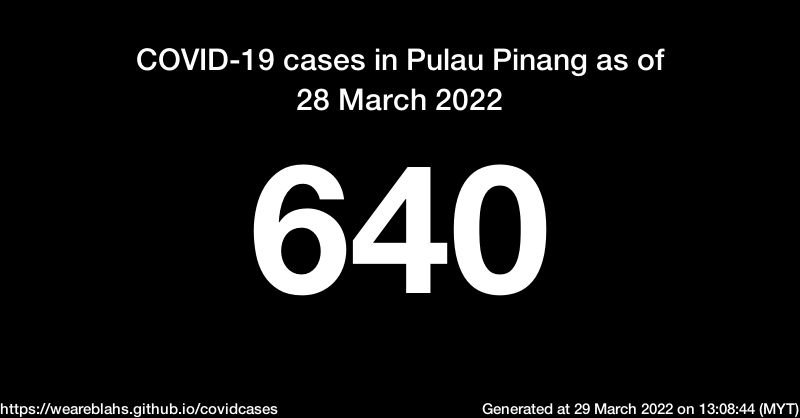 COVID-19 cases in Pulau Pinang as of
28 March 2022
640
https://weareblahs.github.io/covidcases
Generated at 29 March 2022 on 13:08:44 (MYT)